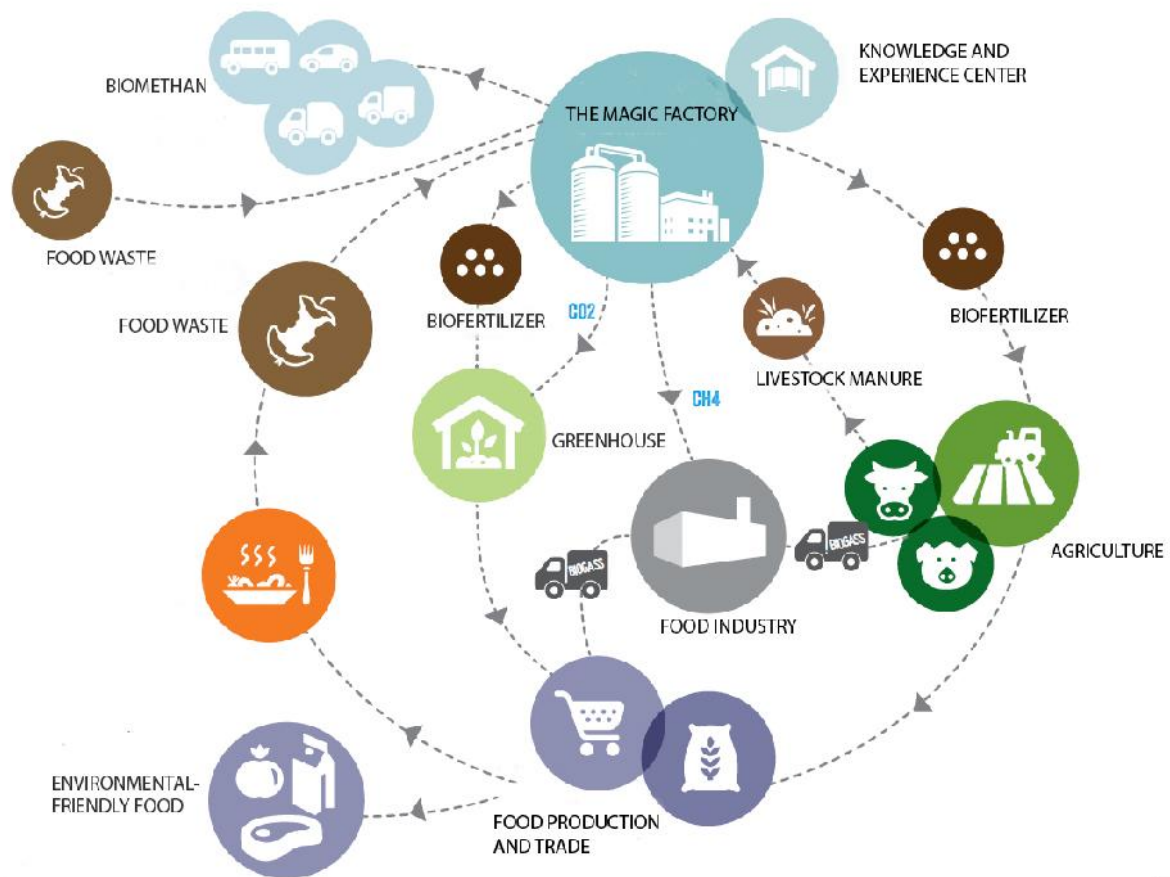 KNOWLEDGE AND
EXPERIENCE CENTER
BIOMETHAN
THE MAGIC FACTORY
FOOD WASTE
FOOD WASTE
BIOFERTILIZER
CO2
BIOFERTILIZER
LIVESTOCK MANURE
CH4
GREENHOUSE
BIOGASS
BIOGASS
AGRICULTURE
FOOD INDUSTRY
ENVIRONMENTAL-
FRIENDLY FOOD
FOOD PRODUCTION
AND TRADE